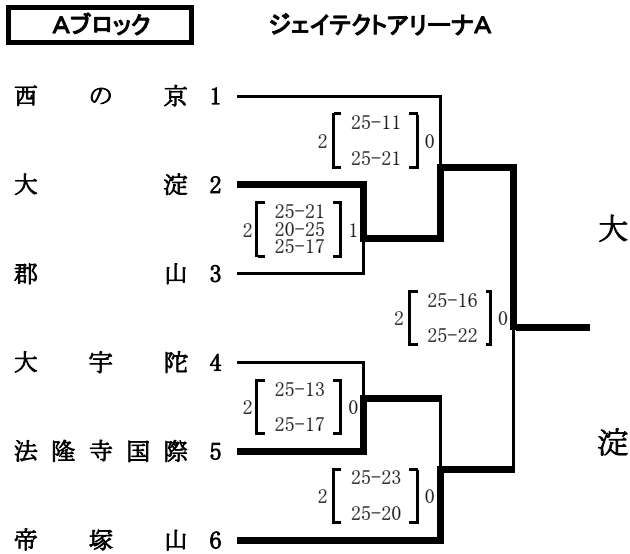 Aブロック ジェイテクトアリーナA
西の京 1
2 25-11 0
25-21
大淀 2
2 25-21 1
20-25
25-17
大
郡山 3
2 25-16 0
25-22
大宇陀 4
2 25-13 0
25-17
淀
法隆寺国際 5
2 25-23 0
25-20
帝塚山 6